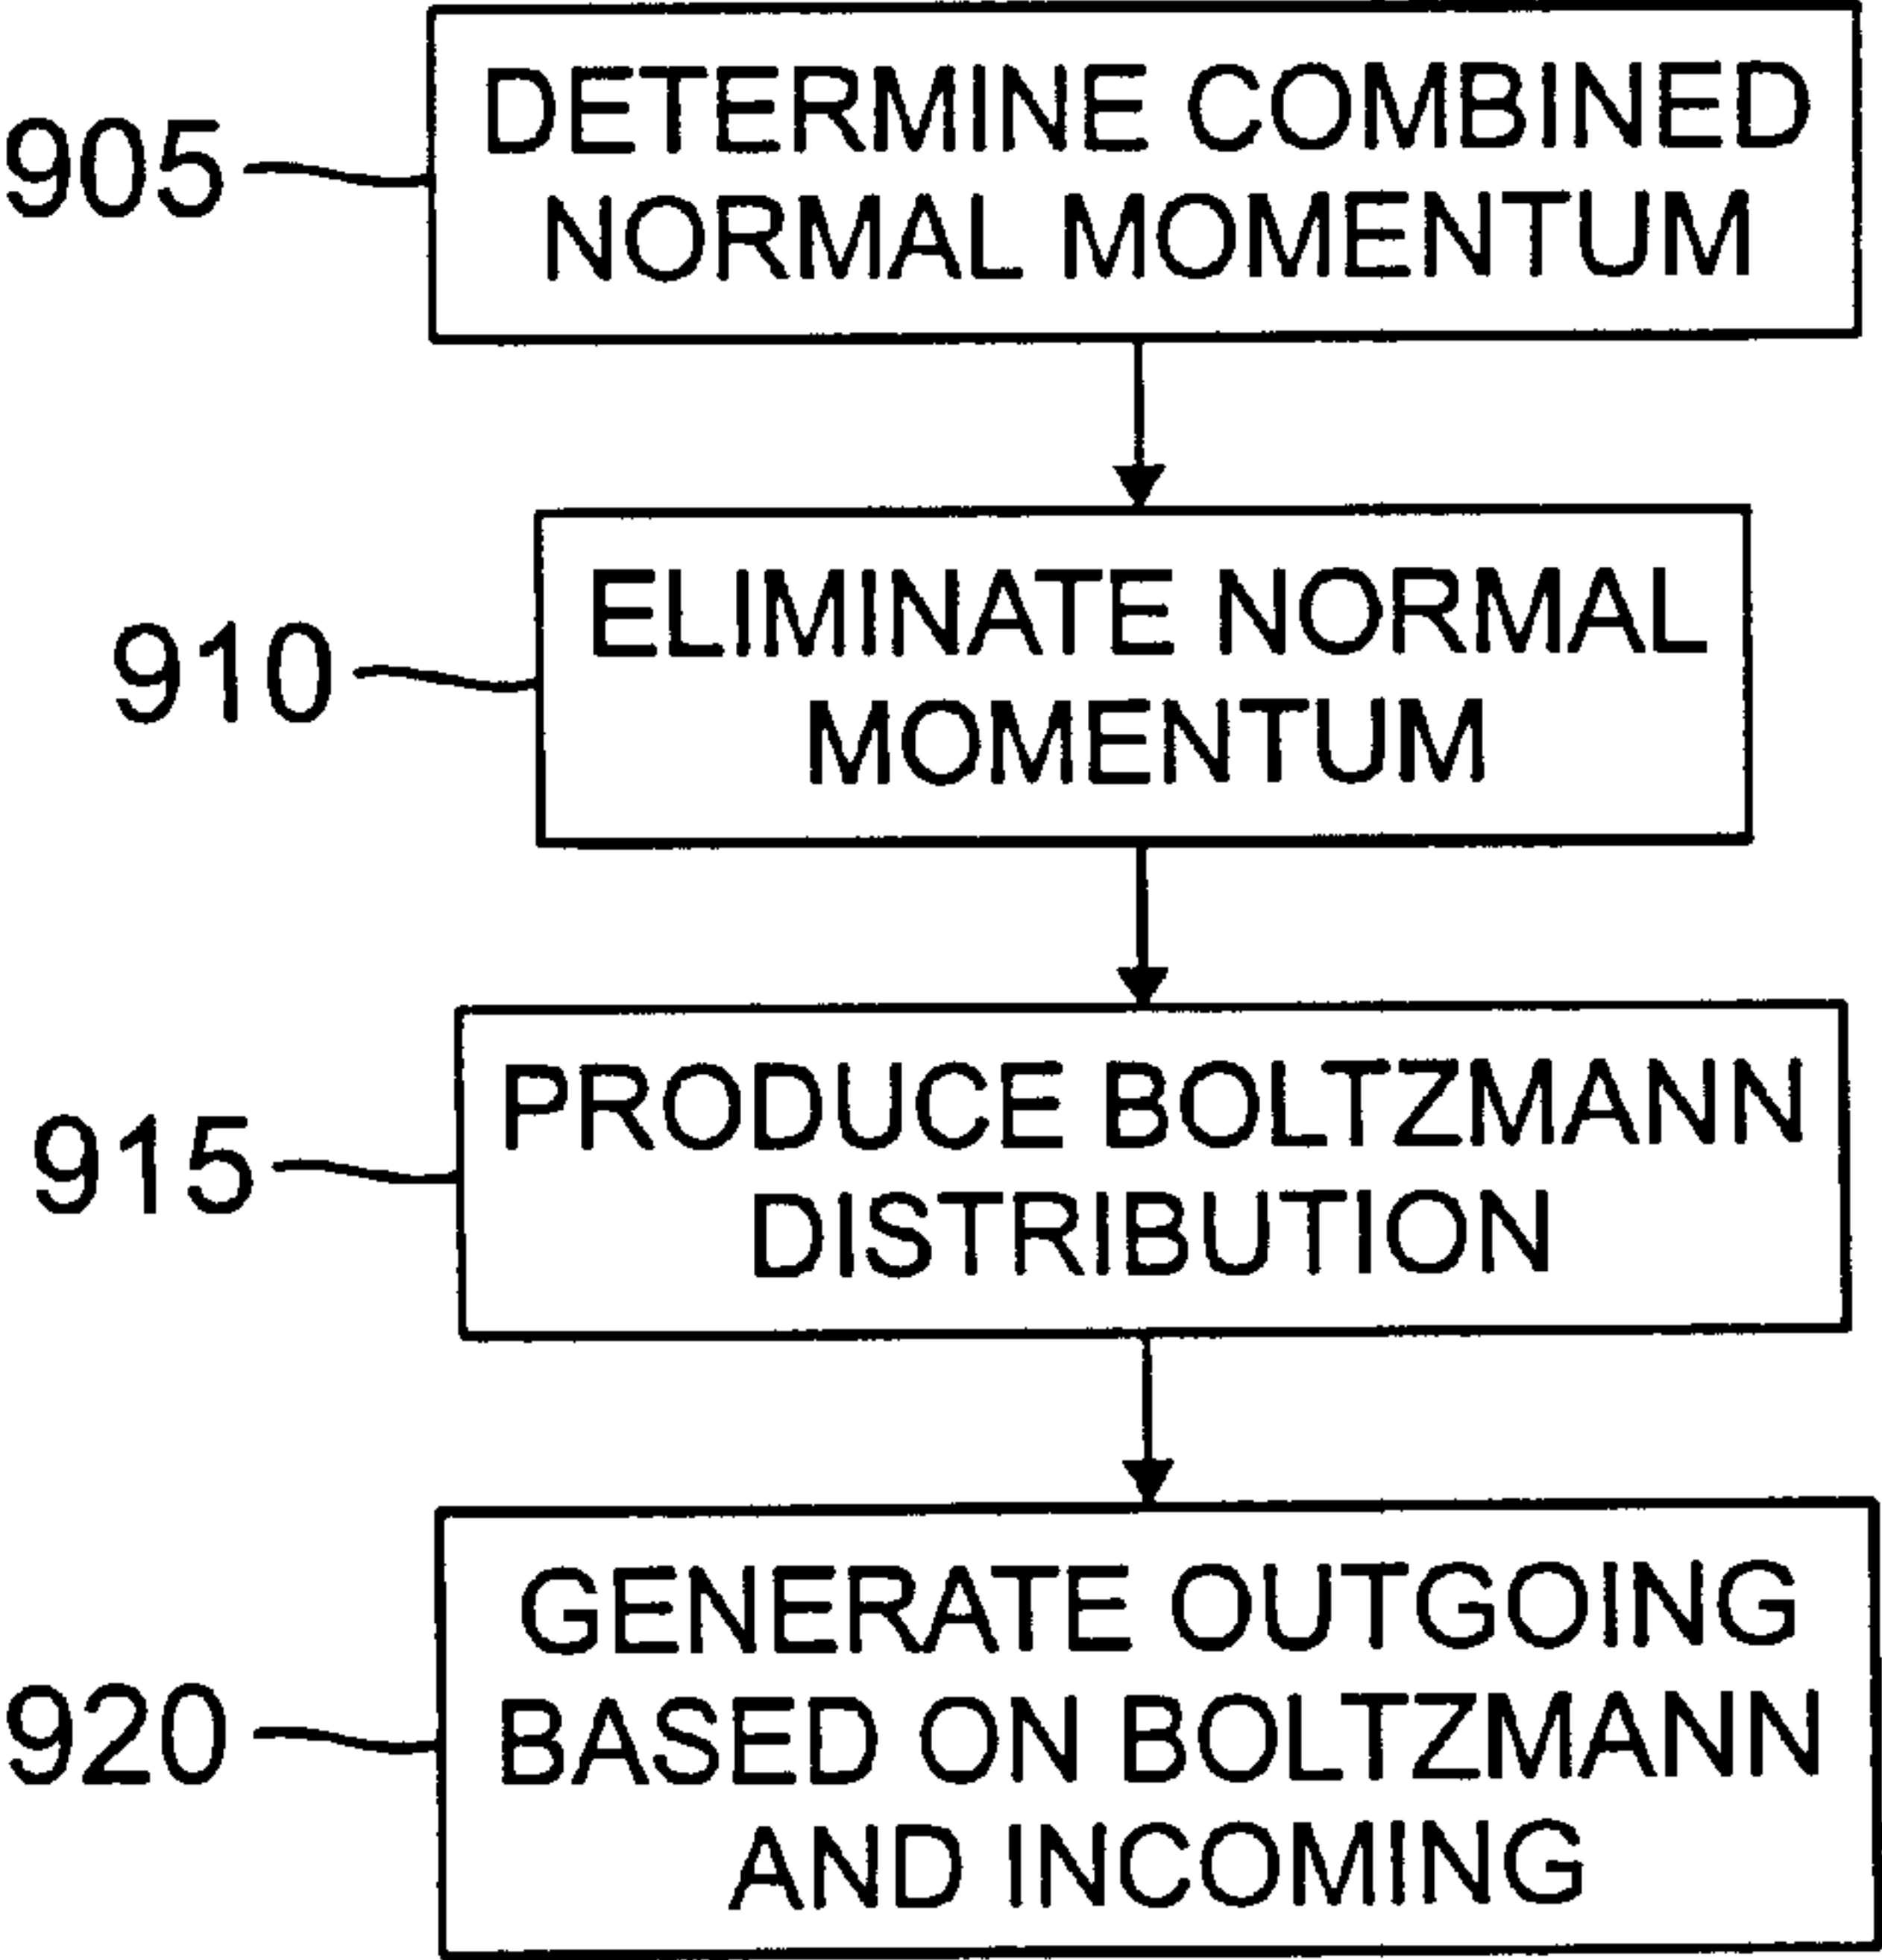 905
DETERMINE COMBINED
NORMAL MOMENTUM
910
ELIMINATE NORMAL
MOMENTUM
915
PRODUCE BOLTZMANN
DISTRIBUTION
920
GENERATE OUTGOING
BASED ON BOLTZMANN
AND INCOMING